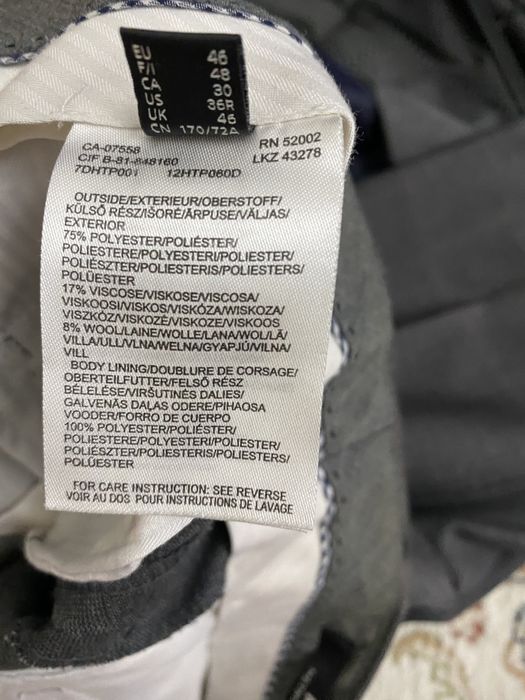 EU 46
F/I 48
CA 30
US 36R
UK 46
CN 170/72A
CA-07558 RN 52002
CIF B-81-848160 LKZ 43278
7DHTP001 12HTP060D
OUTSIDE/EXTERIEUR/OBERSTOFF/
KÜLSŐ RÉSZ/IŠORĖ/ĀRPUSE/VÄLJAS/
EXTERIOR
75% POLYESTER/POLIÉSTER/
POLIESTERE/POLYESTERI/POLIESTER/
POLIÉSZTER/POLIESTERIS/POLIESTERS/
POLÜESTER
17% VISCOSE/VISKOSE/VISCOSA/
VISKOOSI/VISKOS/VISKÓZA/WISKOZA/
VISZKÓZ/VISKOZĖ/VISKOZE/VISKOOS
8% WOOL/LAINE/WOLLE/LANA/WOL/LÃ/
VILLA/ULL/VLNA/WEŁNA/GYAPJÚ/VILNA/
VILL
BODY LINING/DOUBLURE DE CORSAGE/
OBERTEILFUTTER/FELSŐ RÉSZ
BÉLELÉSE/VIRŠUTINĖS DALIES/
GALVENĀS DAĻAS ODERE/PIHAOSA
VOODER/FORRO DE CUERPO
100% POLYESTER/POLIÉSTER/
POLIESTERE/POLYESTERI/POLIESTER/
POLIÉSZTER/POLIESTERIS/POLIESTERS/
POLÜESTER
FOR CARE INSTRUCTION: SEE REVERSE
VOIR AU DOS POUR INSTRUCTIONS DE LAVAGE